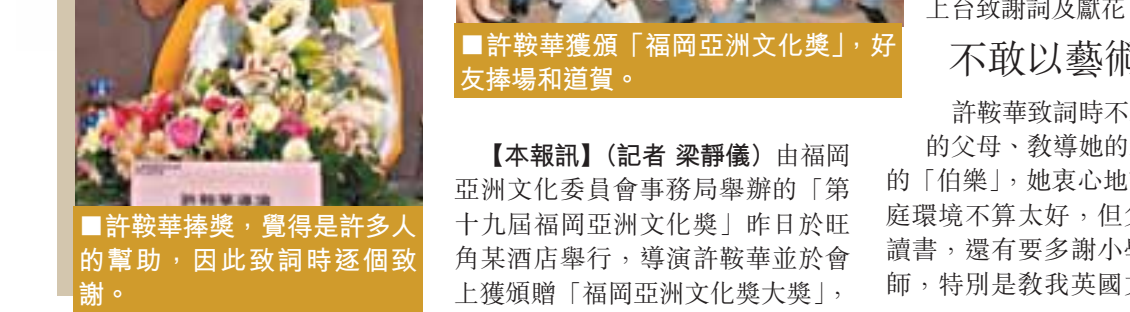 ■許鞍華捧獎，覺得是許多人
的幫助，因此致詞時逐個致
謝。
■許鞍華獲頒「福岡亞洲文化獎」，好
友捧場和道賀。
【本報訊】（記者 梁靜儀）由福岡
亞洲文化委員會事務局舉辦的「第
十九屆福岡亞洲文化獎」昨日於旺
角某酒店舉行，導演許鞍華並於會
上獲頒贈「福岡亞洲文化獎大獎」，
上台致謝詞及獻花
不敢以藝術
許鞍華致詞時不
的父母、教導她的
的「伯樂」，她衷心地
庭環境不算太好，但
讀書，還有要多謝小學
師，特別是教我英國